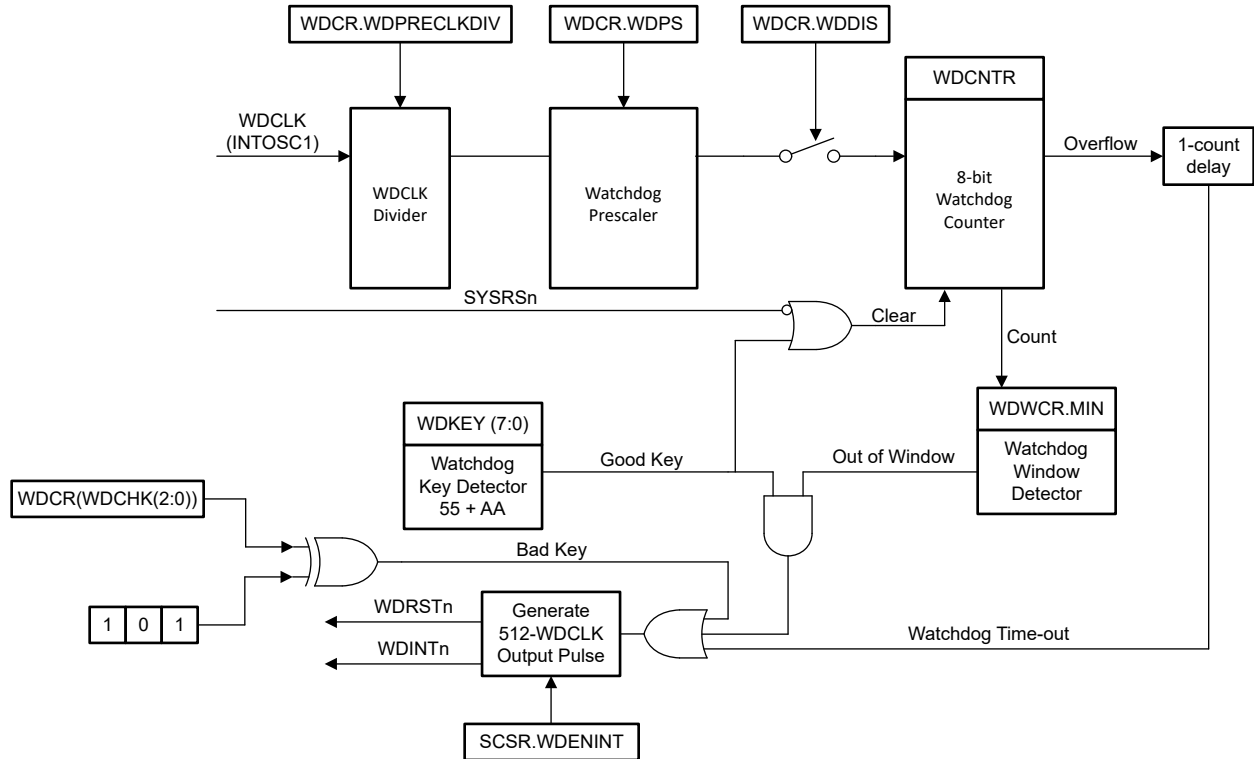 WDCR.WDPRECLKDIV
WDCR.WDPS
WDCR.WDDIS
WDCNTR
WDCLK
(INTOSC1)
WDCLK
Divider
Watchdog
Prescaler
8-bit
Watchdog
Counter
Overflow
1-count
delay
SYSRSn
Clear
Count
WDKEY (7:0)
Watchdog
Key Detector
55 + AA
Good Key
Out of Window
WDWCR.MIN
Watchdog
Window
Detector
WDCR(WDCHK(2:0))
Bad Key
1 0 1
WDRSTn
WDINTn
Generate
512-WDCLK
Output Pulse
Watchdog Time-out
SCSR.WDENINT